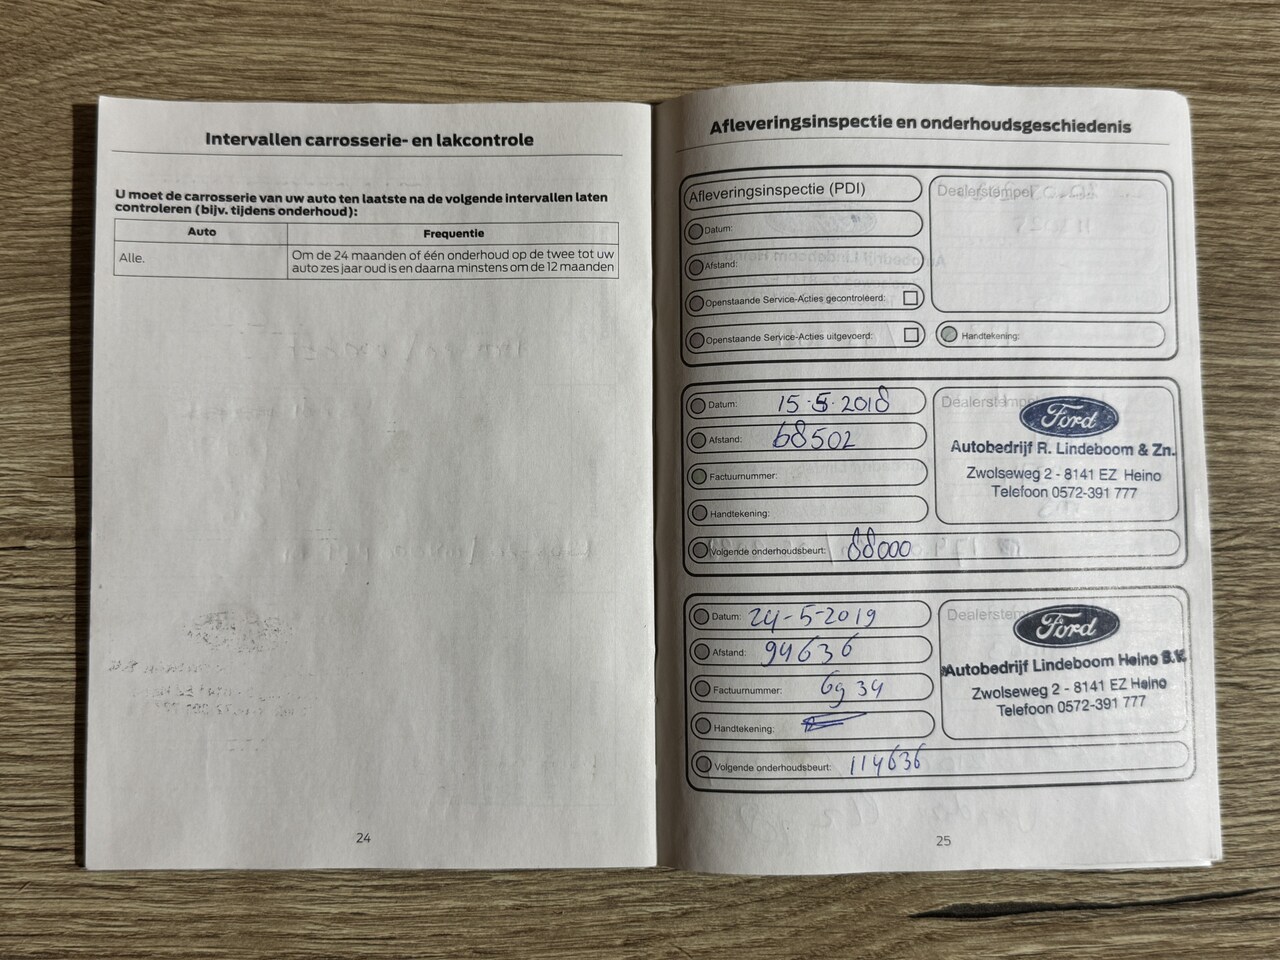 Intervallen carrosserie- en lakcontrole
U moet de carrosserie van uw auto ten laatste na de volgende intervallen laten
controleren (bijv. tijdens onderhoud):
Auto
Frequentie
Alle.
Om de 24 maanden of één onderhoud op de twee tot uw
auto zes jaar oud is en daarna minstens om de 12 maanden
24
Afleveringsinspectie en onderhoudsgeschiedenis
Afleveringsinspectie (PDI)
Dealerstempel
Datum:
Afstand:
Openstaande Service-Acties gecontroleerd:
Openstaande Service-Acties uitgevoerd:
Handtekening:
Datum: 15-5-2018
Afstand: 68502
Factuurnummer:
Handtekening:
Volgende onderhoudsbeurt: 88000
Dealerstempel
Ford
Autobedrijf R. Lindeboom & Zn.
Zwolseweg 2 - 8141 EZ Heino
Telefoon 0572-391 777
Datum: 24-5-2019
Afstand: 94636
Factuurnummer: 6934
Handtekening:
Volgende onderhoudsbeurt: 114636
Dealerstem
Ford
Autobedrijf Lindeboom Heino B.V.
Zwolseweg 2 - 8141 EZ Heino
Telefoon 0572-391 777
25